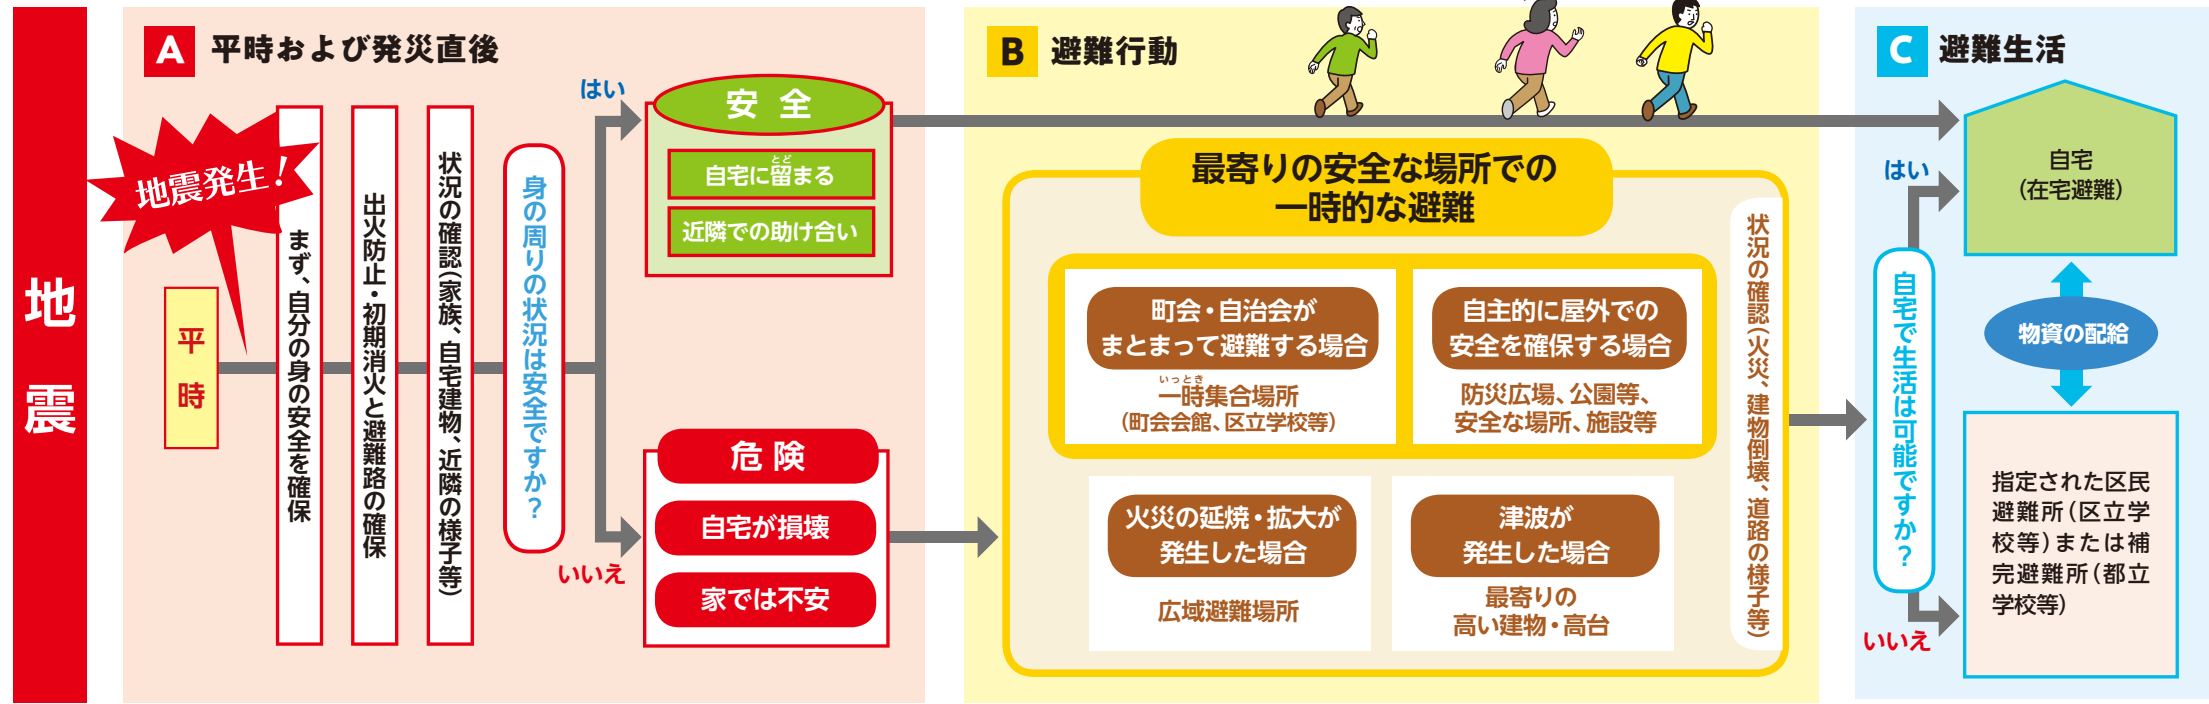 地震
A 平時および発災直後
地震発生!
平時
まず、自分の身の安全を確保
出火防止・初期消火と避難路の確保
状況の確認(家族、自宅建物、近隣の様子等)
身の周りの状況は安全ですか?
はい
安全
自宅に留まる
とど
近隣での助け合い
いいえ
危険
自宅が損壊
家では不安
B 避難行動
最寄りの安全な場所での
一時的な避難
町会・自治会が
まとまって避難する場合
いっとき
一時集合場所
(町会会館、区立学校等)
自主的に屋外での
安全を確保する場合
防災広場、公園等、
安全な場所、施設等
火災の延焼・拡大が
発生した場合
広域避難場所
津波が
発生した場合
最寄りの
高い建物・高台
状況の確認(火災、建物倒壊、道路の様子等)
C 避難生活
自宅で生活は可能ですか?
はい
自宅
(在宅避難)
物資の配給
いいえ
指定された区民
避難所(区立学
校等)または補
完避難所(都立
学校等)